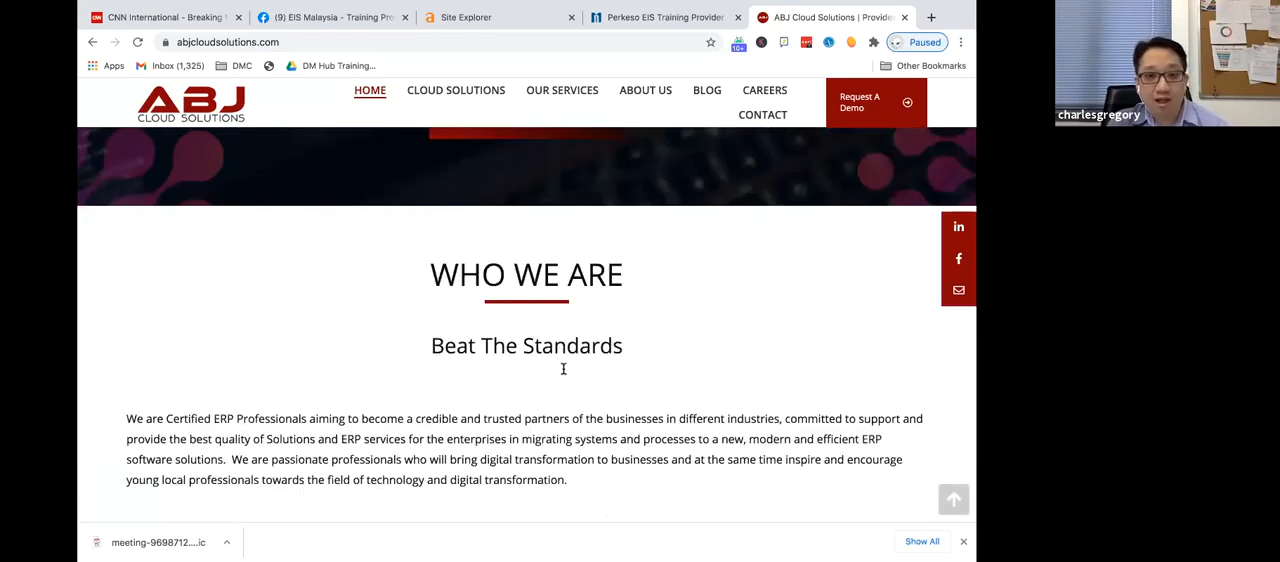 CNN International - Breaking
(9) EIS Malaysia - Training Pro
Site Explorer
Perkeso EIS Training Provider
ABJ Cloud Solutions | Provide
abjcloudsolutions.com
10+
Paused
Apps
Inbox (1,325)
DMC
DM Hub Training...
Other Bookmarks
ABJ
CLOUD SOLUTIONS
HOME
CLOUD SOLUTIONS
OUR SERVICES
ABOUT US
BLOG
CAREERS
CONTACT
Request A
Demo
charlesgregory
in
f
WHO WE ARE
Beat The Standards
We are Certified ERP Professionals aiming to become a credible and trusted partners of the businesses in different industries, committed to support and
provide the best quality of Solutions and ERP services for the enterprises in migrating systems and processes to a new, modern and efficient ERP
software solutions. We are passionate professionals who will bring digital transformation to businesses and at the same time inspire and encourage
young local professionals towards the field of technology and digital transformation.
meeting-9698712....ic
Show All